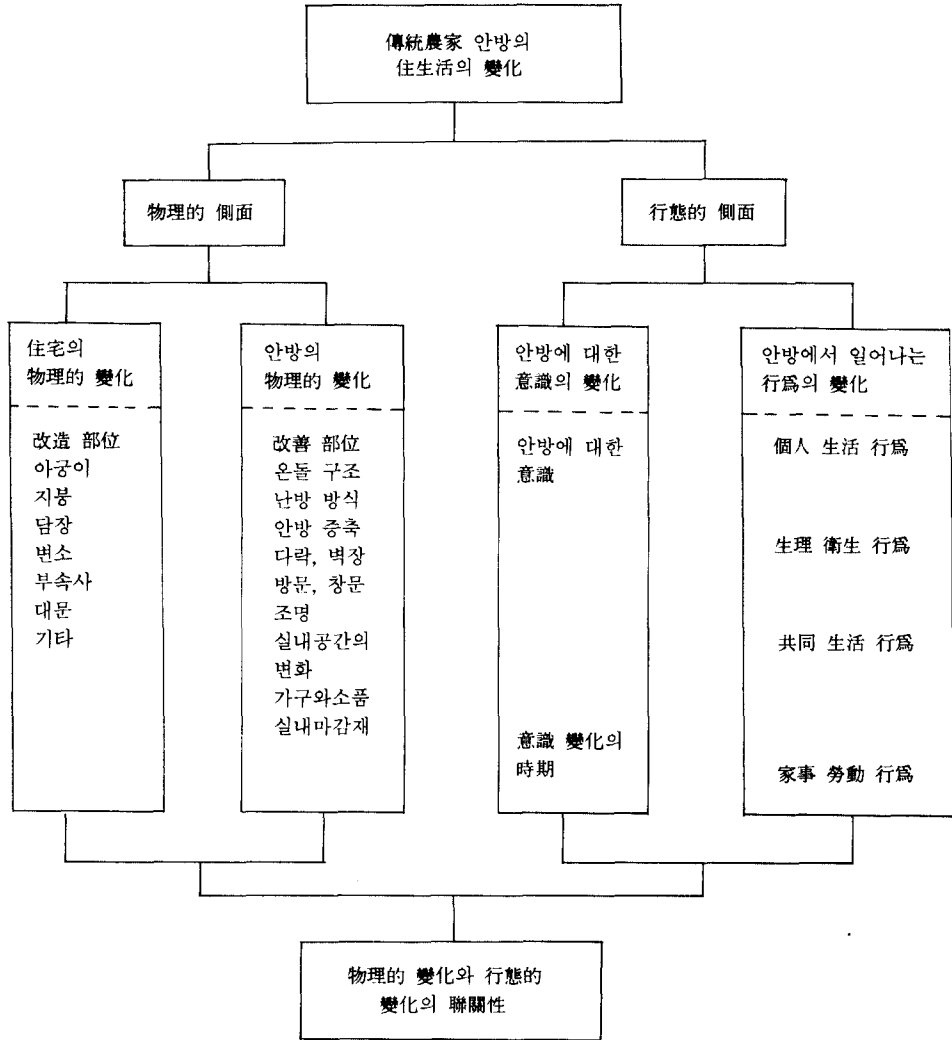 傳統農家 안방의
住生活의 變化
物理的 側面
行態的 側面
住宅의
物理的 變化
改造 部位
아궁이
지붕
담장
변소
부속사
대문
기타
안방의
物理的 變化
改善 部位
온돌 구조
난방 방식
안방 증축
다락, 벽장
방문, 창문
조명
실내공간의
변화
가구와소품
실내마감재
안방에 대한
意識의 變化
안방에 대한
意識
意識 變化의
時期
안방에서 일어나는
行爲의 變化
個人 生活 行爲
生理 衛生 行爲
共同 生活 行爲
家事 勞動 行爲
物理的 變化와 行態的
變化의 聯關性